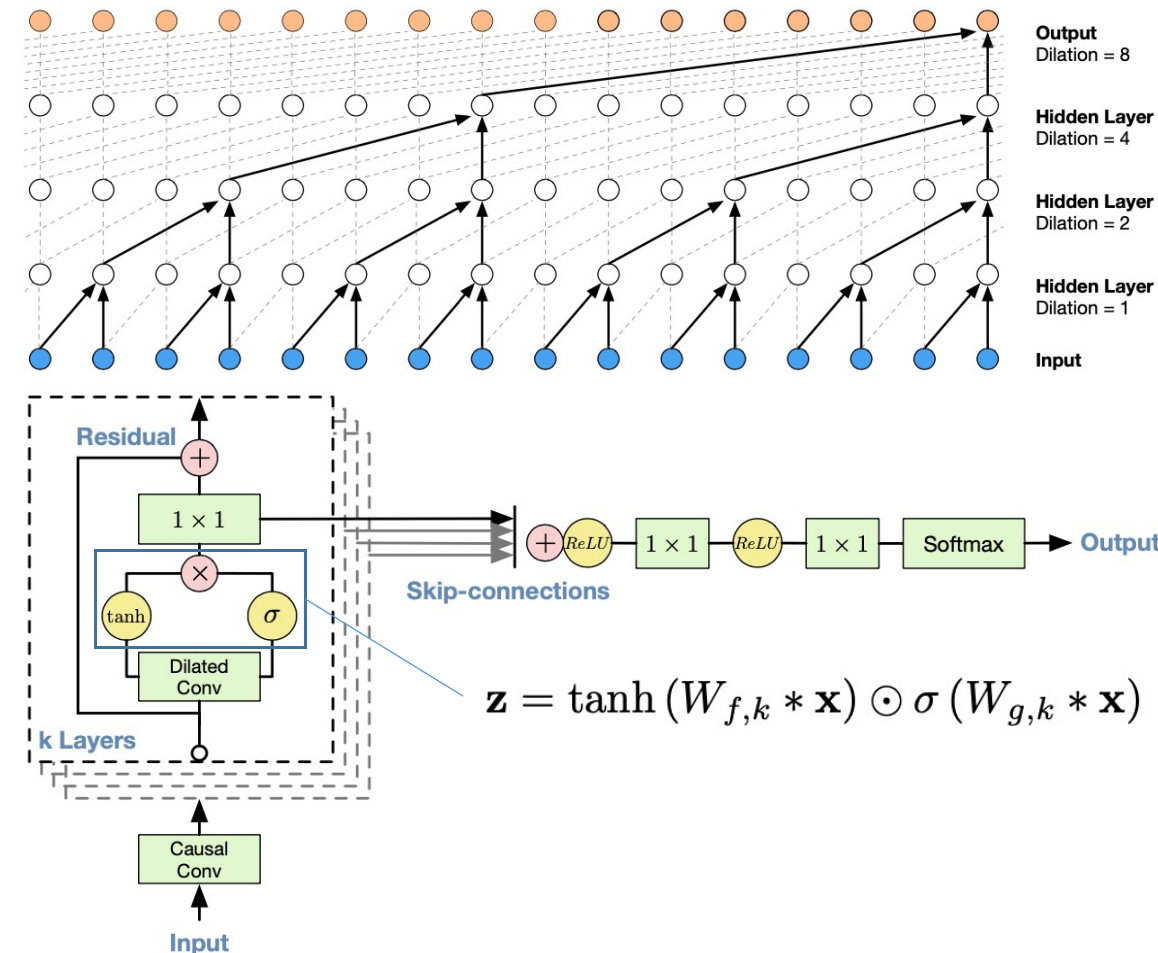 Output
Dilation = 8
Hidden Layer
Dilation = 4
Hidden Layer
Dilation = 2
Hidden Layer
Dilation = 1
Input
Residual
+
1 × 1
×
tanh
σ
Dilated
Conv
k Layers
Causal
Conv
Input
Skip-connections
+ ReLU 1 × 1 ReLU 1 × 1 Softmax Output
z = tanh (W_{f,k} ∗ x) ⊙ σ (W_{g,k} ∗ x)